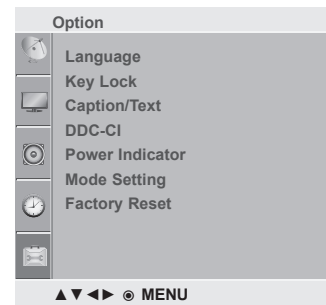 Option
Language
Key Lock
Caption/Text
DDC-CI
Power Indicator
Mode Setting
Factory Reset
▲▼◄► ◉ MENU